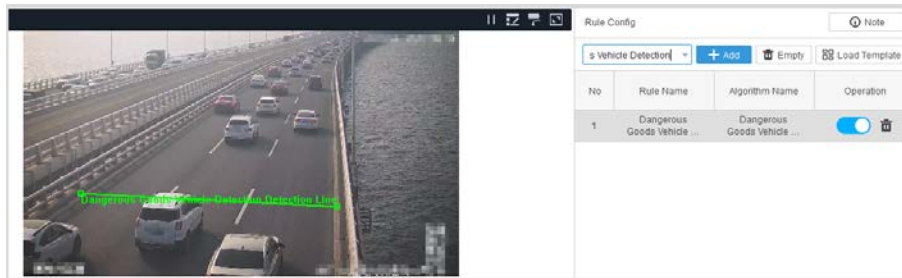 Rule Config
Note
s Vehicle Detection
Add
Empty
Load Template
No
Rule Name
Algorithm Name
Operation
1
Dangerous
Goods Vehicle ...
Dangerous
Goods Vehicle ...
Dangerous Goods Vehicle Detection Detection Line